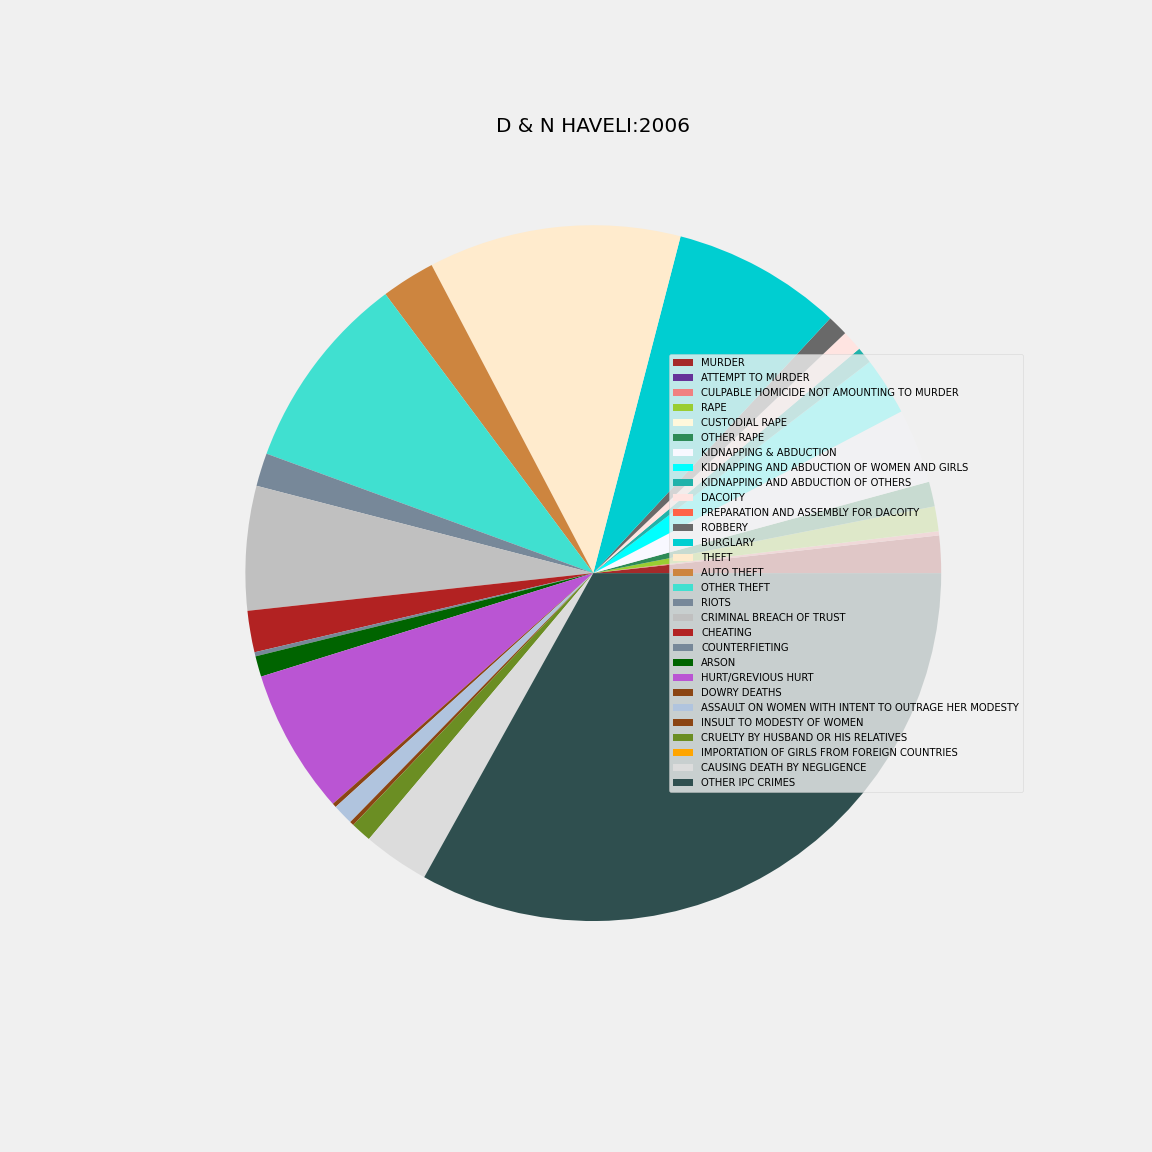 D & N HAVELI:2006
MURDER
ATTEMPT TO MURDER
CULPABLE HOMICIDE NOT AMOUNTING TO MURDER
RAPE
CUSTODIAL RAPE
OTHER RAPE
KIDNAPPING & ABDUCTION
KIDNAPPING AND ABDUCTION OF WOMEN AND GIRLS
KIDNAPPING AND ABDUCTION OF OTHERS
DACOITY
PREPARATION AND ASSEMBLY FOR DACOITY
ROBBERY
BURGLARY
THEFT
AUTO THEFT
OTHER THEFT
RIOTS
CRIMINAL BREACH OF TRUST
CHEATING
COUNTERFIETING
ARSON
HURT/GREVIOUS HURT
DOWRY DEATHS
ASSAULT ON WOMEN WITH INTENT TO OUTRAGE HER MODESTY
INSULT TO MODESTY OF WOMEN
CRUELTY BY HUSBAND OR HIS RELATIVES
IMPORTATION OF GIRLS FROM FOREIGN COUNTRIES
CAUSING DEATH BY NEGLIGENCE
OTHER IPC CRIMES